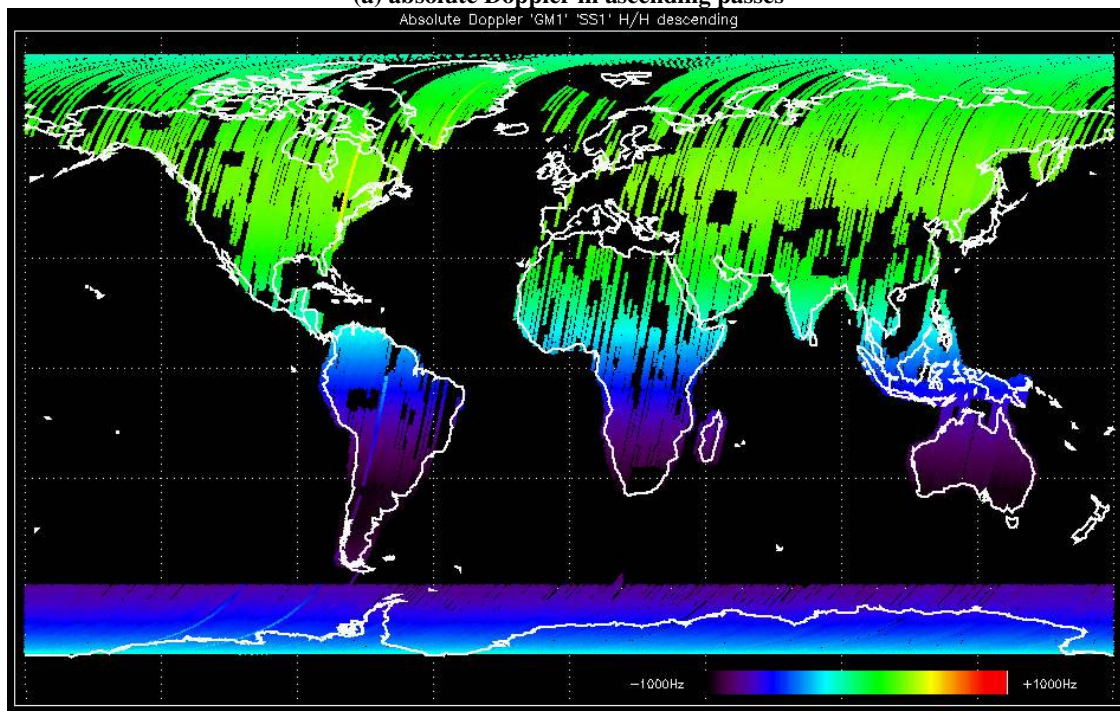 (a) absolute Doppler in ascending passes
Absolute Doppler 'GM1' 'SS1' H/H descending
-1000Hz
+1000Hz